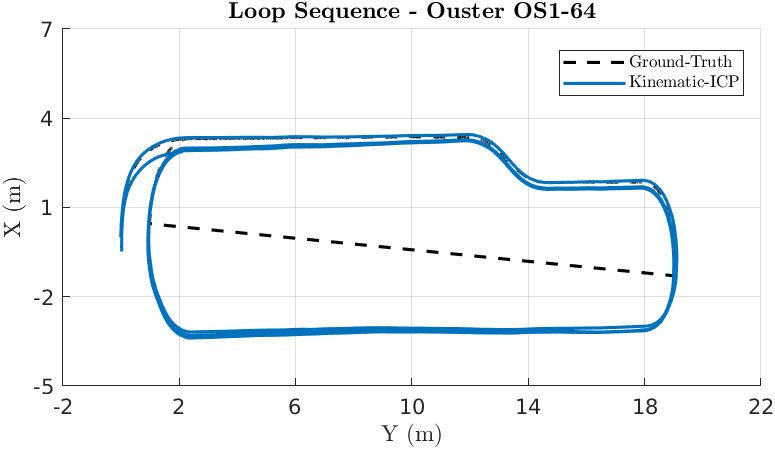 Loop Sequence - Ouster OS1-64
7
Ground-Truth
Kinematic-ICP
4
1
-2
-5
X (m)
-2 2 6 10 14 18 22
Y (m)